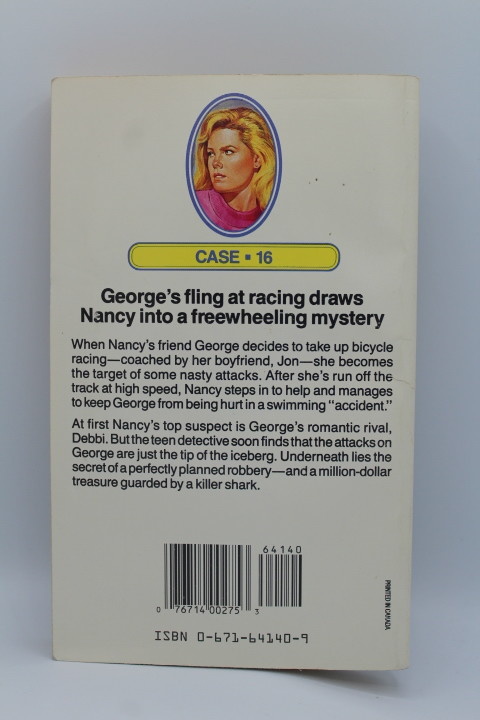 CASE ▪ 16
George's fling at racing draws
Nancy into a freewheeling mystery
When Nancy's friend George decides to take up bicycle
racing—coached by her boyfriend, Jon—she becomes
the target of some nasty attacks. After she's run off the
track at high speed, Nancy steps in to help and manages
to keep George from being hurt in a swimming "accident."
At first Nancy's top suspect is George's romantic rival,
Debbi. But the teen detective soon finds that the attacks on
George are just the tip of the iceberg. Underneath lies the
secret of a perfectly planned robbery—and a million-dollar
treasure guarded by a killer shark.
64140
0 76714 00275 3
ISBN 0-671-64140-9
PRINTED IN CANADA